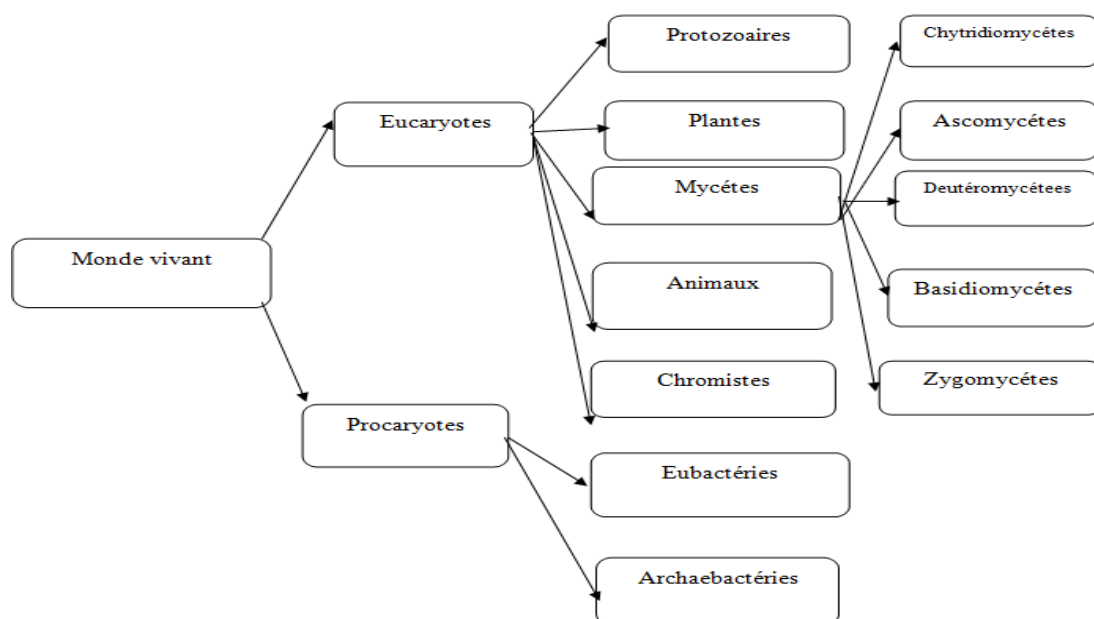 Protozoaires
Chytridiomycétes
Eucaryotes
Plantes
Ascomycétes
Mycétes
Deutéromycétees
Monde vivant
Animaux
Basidiomycétes
Chromistes
Zygomycétes
Procaryotes
Eubactéries
Archaebactéries